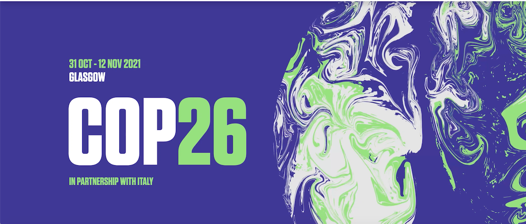 31 OCT - 12 NOV 2021
GLASGOW
COP26
IN PARTNERSHIP WITH ITALY